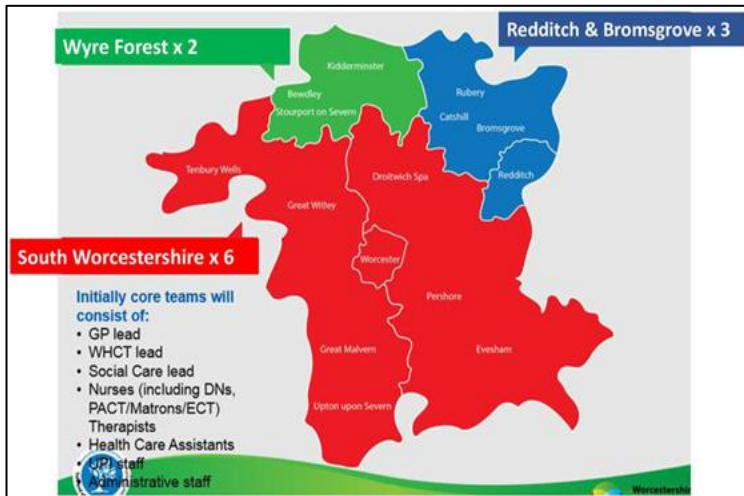 Wyre Forest x 2
Redditch & Bromsgrove x 3
Kidderminster
Bewdley
Stourport on Severn
Rubery
Catshill
Bromsgrove
Redditch
Tenbury Wells
Droitwich Spa
Great Witley
South Worcestershire x 6
Worcester
Pershore
Evesham
Great Malvern
Upton upon Severn
Initially core teams will
consist of:
• GP lead
• WHCT lead
• Social Care lead
• Nurses (including DNs,
PACT/Matrons/ECT)
Therapists
• Health Care Assistants
• UPI staff
• Administrative staff
Worcestershir